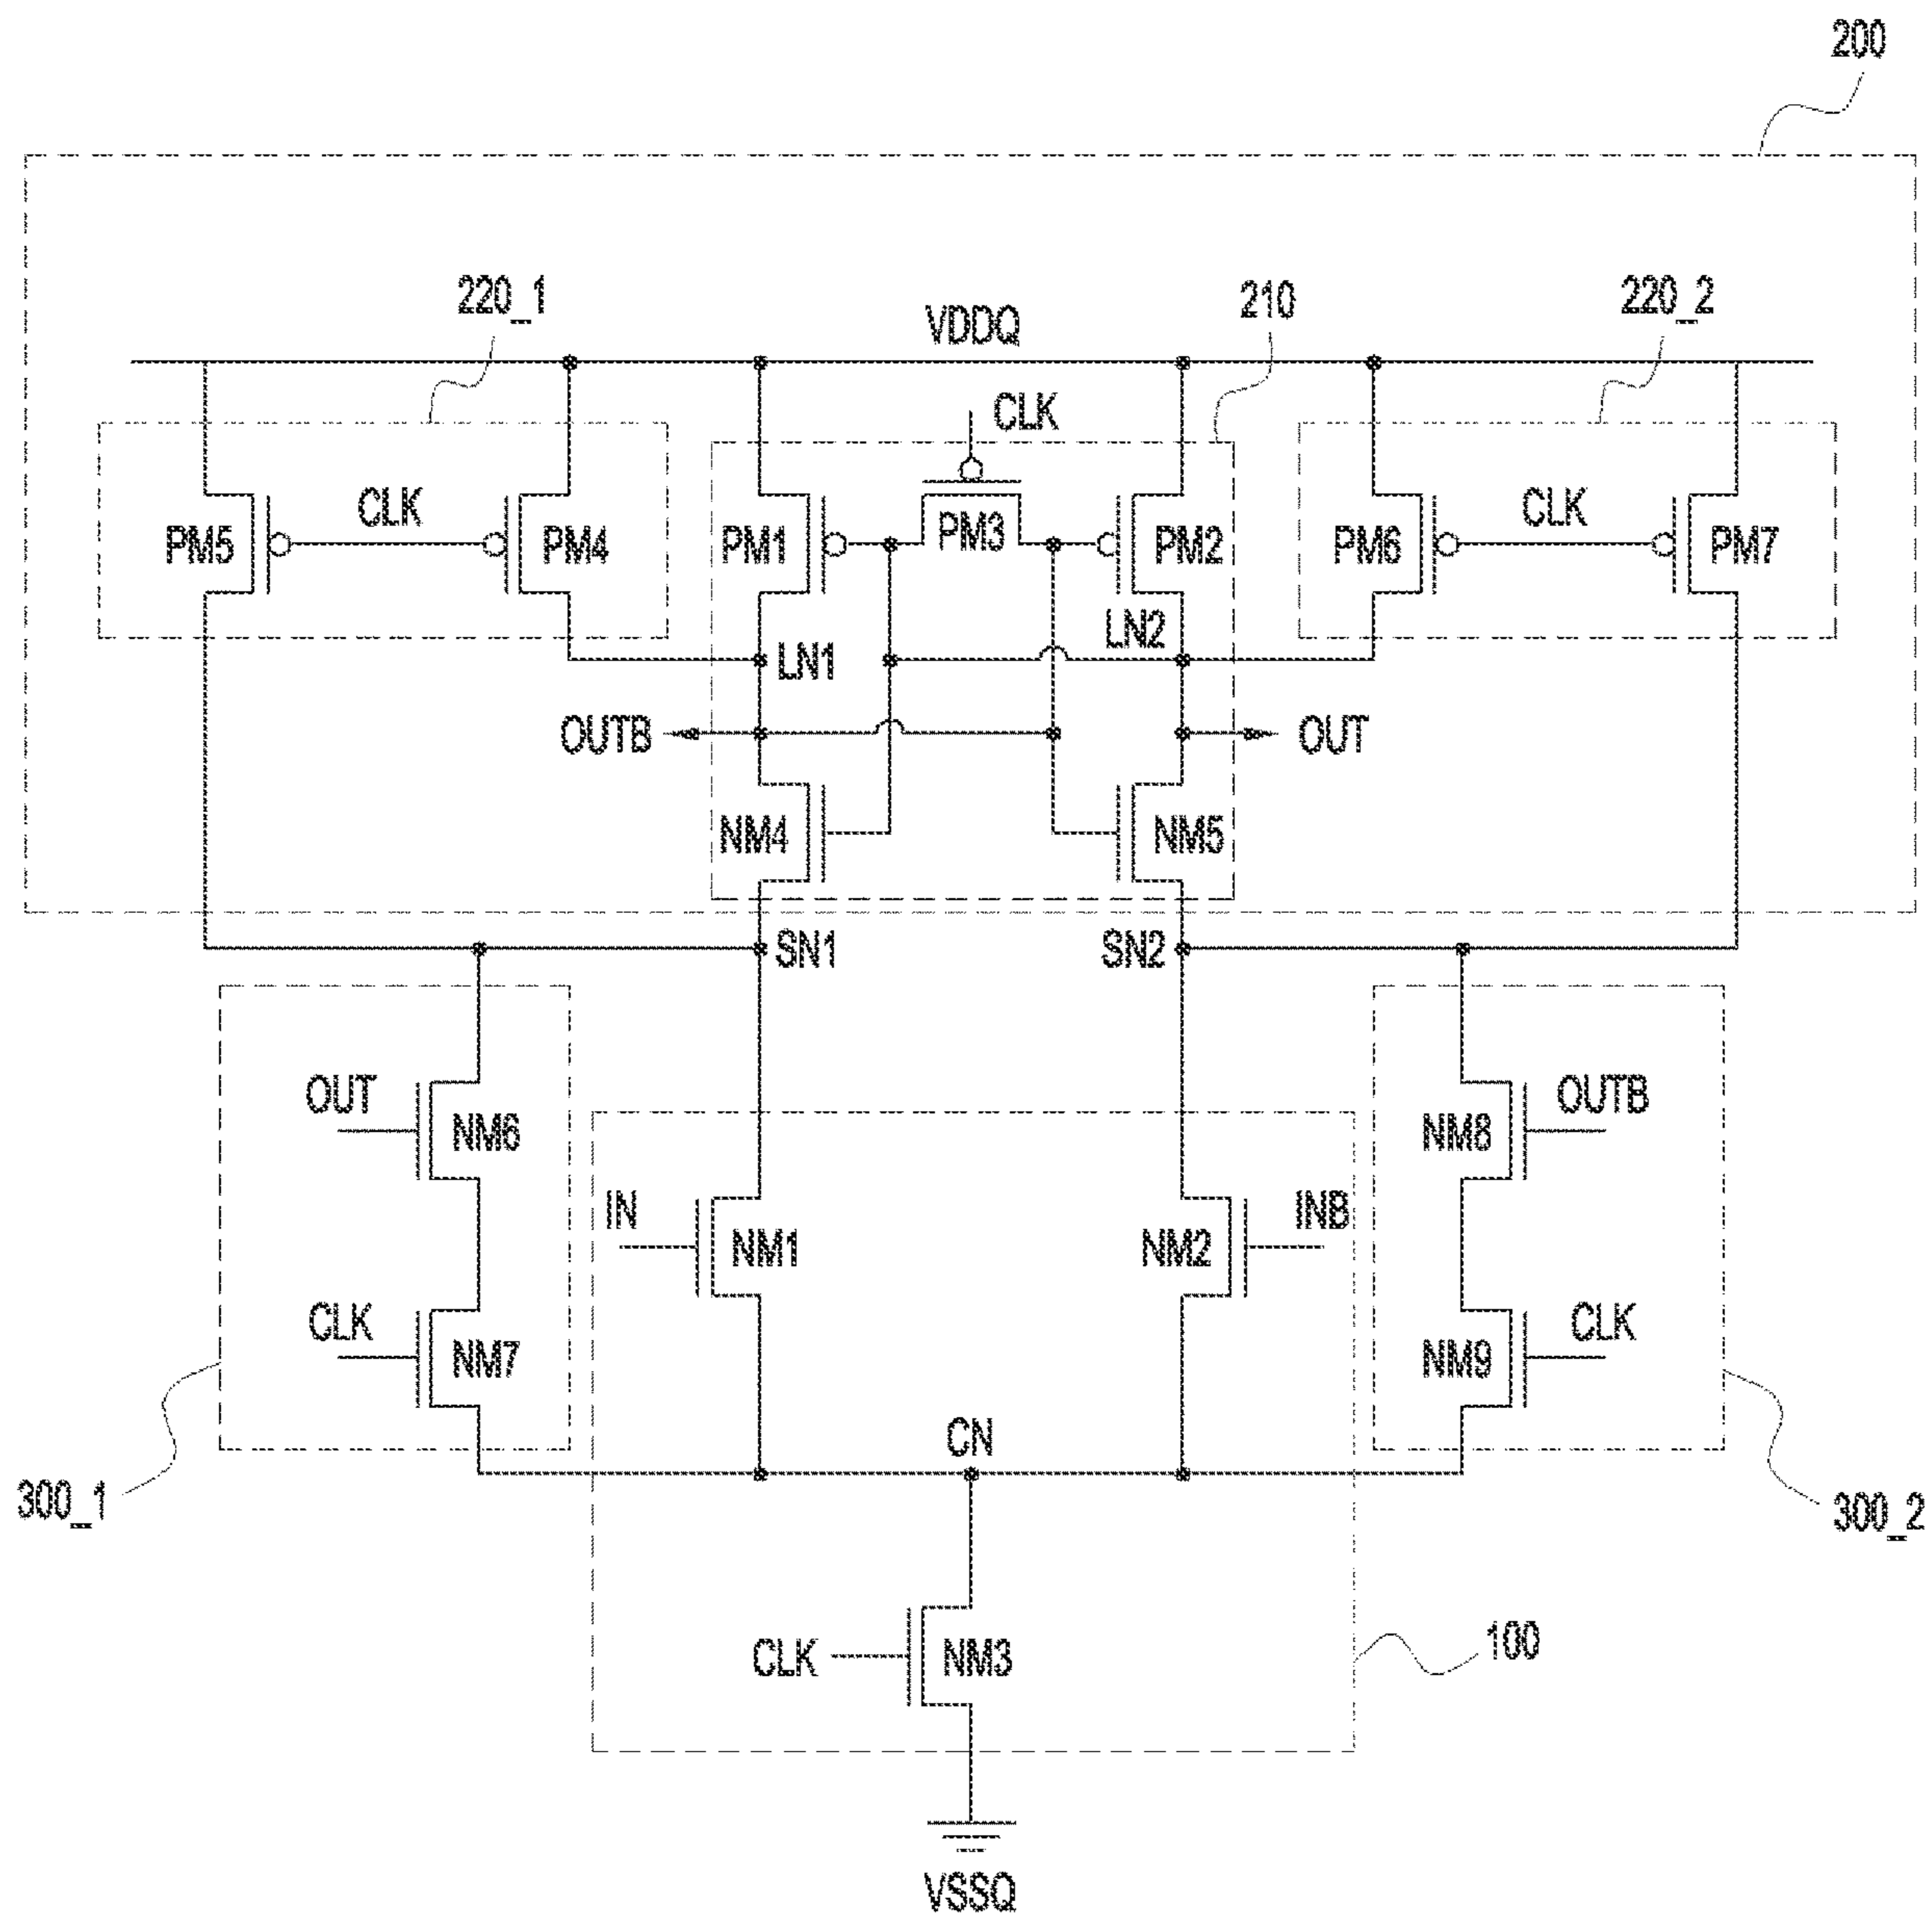 200
220_1
VDDQ
210
220_2
CLK
PM5
CLK
PM4
PM1
PM3
PM2
PM6
CLK
PM7
LN1
LN2
OUTB
OUT
NM4
NM5
SN1
SN2
OUT
NM6
NM8
OUTB
IN
NM1
NM2
INB
CLK
NM7
NM9
CLK
CN
300_1
300_2
CLK
NM3
100
VSSQ